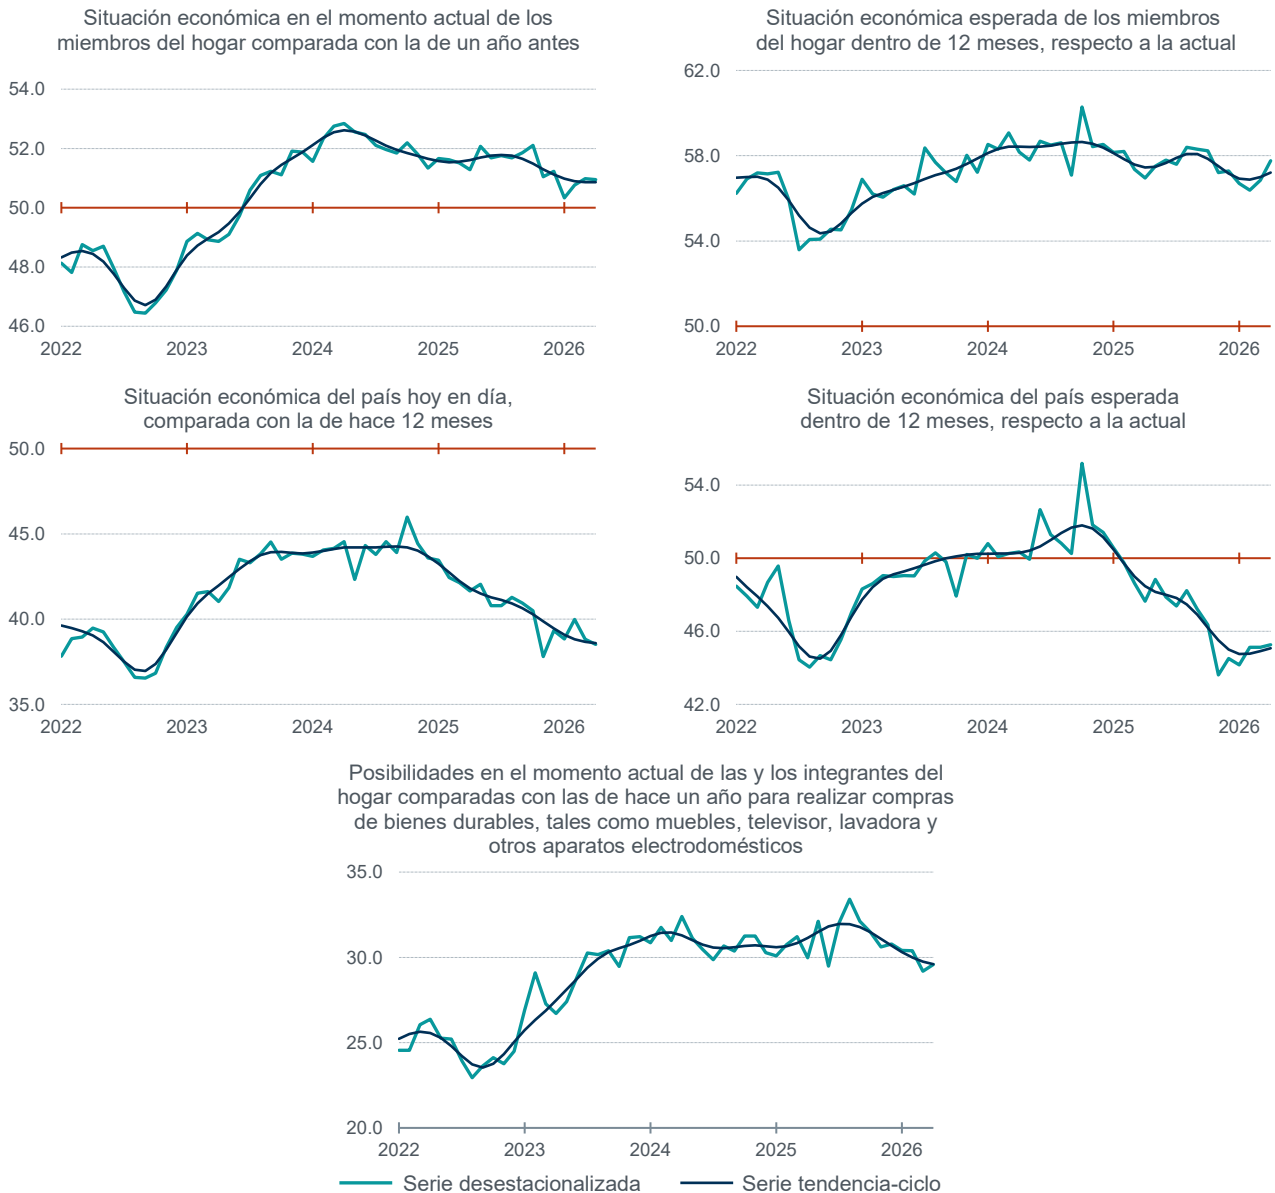 Situación económica en el momento actual de los
miembros del hogar comparada con la de un año antes
54.0
52.0
50.0
48.0
46.0
2022 2023 2024 2025 2026
Situación económica esperada de los miembros
del hogar dentro de 12 meses, respecto a la actual
62.0
58.0
54.0
50.0
2022 2023 2024 2025 2026
Situación económica del país hoy en día,
comparada con la de hace 12 meses
50.0
45.0
40.0
35.0
2022 2023 2024 2025 2026
Situación económica del país esperada
dentro de 12 meses, respecto a la actual
54.0
50.0
46.0
42.0
2022 2023 2024 2025 2026
Posibilidades en el momento actual de las y los integrantes del
hogar comparadas con las de hace un año para realizar compras
de bienes durables, tales como muebles, televisor, lavadora y
otros aparatos electrodomésticos
35.0
30.0
25.0
20.0
2022 2023 2024 2025 2026
Serie desestacionalizada Serie tendencia-ciclo